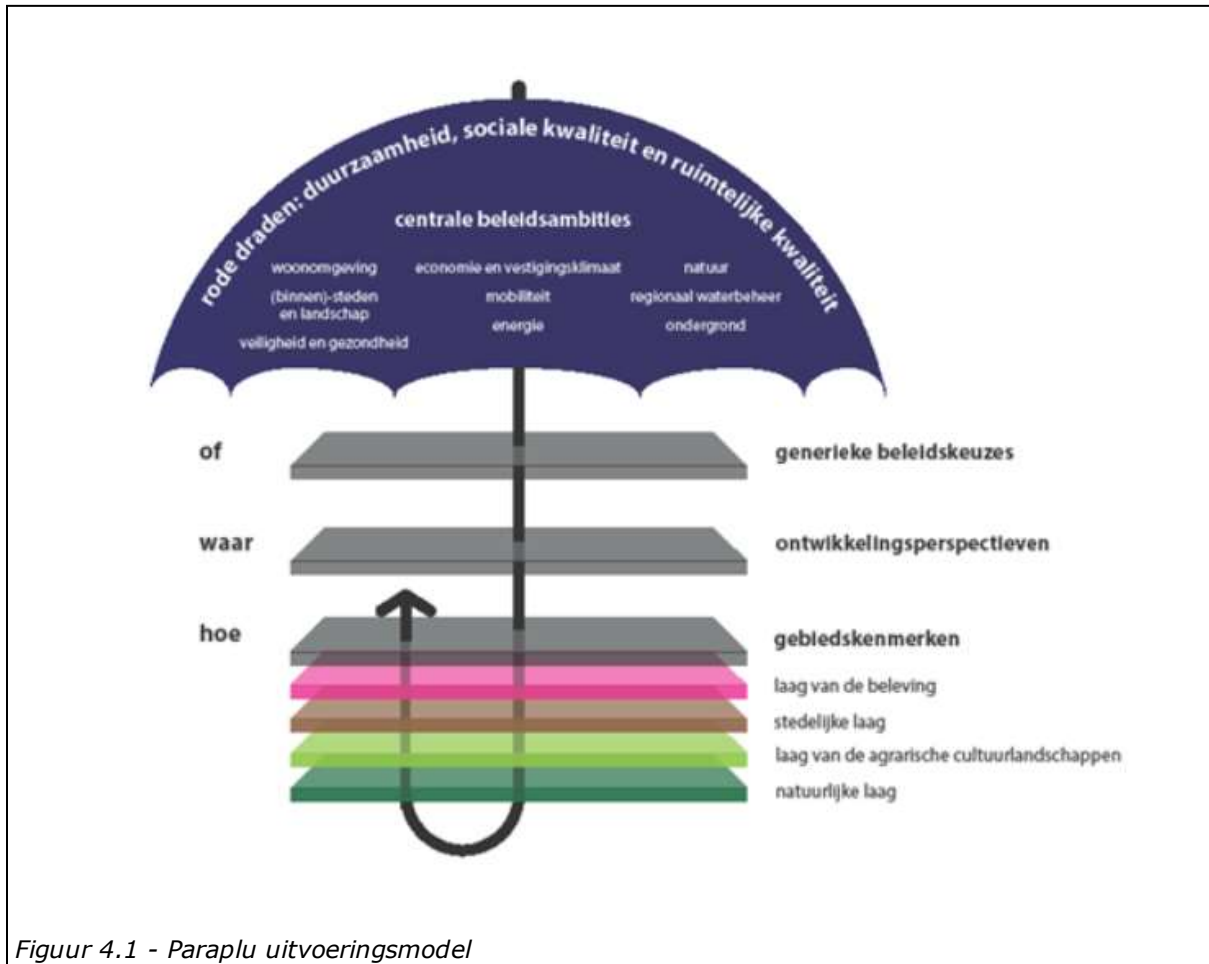 rode draden: duurzaamheid, sociale kwaliteit en ruimtelijke kwaliteit
centrale beleidsambities
woonomgeving
(binnen)-steden
en landschap
veiligheid en gezondheid
economie en vestigingsklimaat
mobiliteit
energie
natuur
regionaal waterbeheer
ondergrond
of
generieke beleidskeuzes
waar
ontwikkelingsperspectieven
hoe
gebiedskenmerken
laag van de beleving
stedelijke laag
laag van de agrarische cultuurlandschappen
natuurlijke laag
Figuur 4.1 - Paraplu uitvoeringsmodel